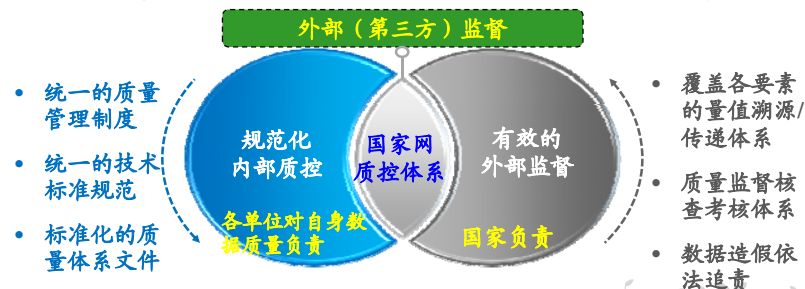 外部（第三方）监督
• 统一的质量
管理制度
• 统一的技术
标准规范
• 标准化的质
量体系文件
规范化
内部质控
各单位对自身数
据质量负责
国家网
质控体系
有效的
外部监督
国家负责
• 覆盖各要素
的量值溯源/
传递体系
• 质量监督核
查考核体系
• 数据造假依
法追责